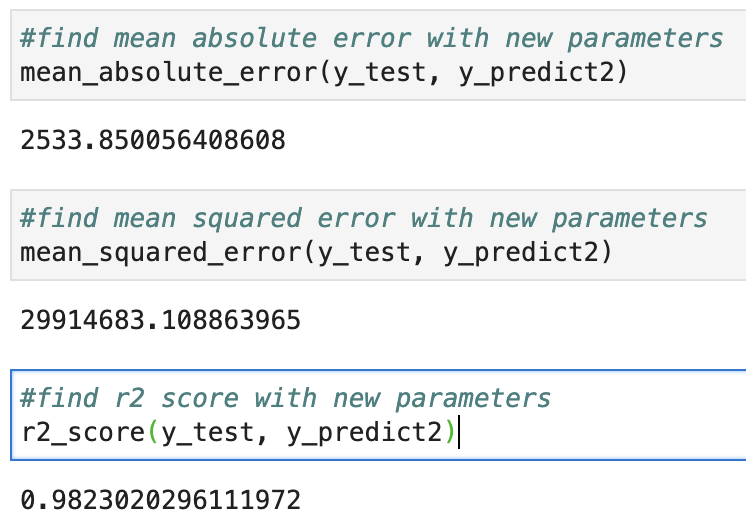 #find mean absolute error with new parameters
mean_absolute_error(y_test, y_predict2)
2533.850056408608
#find mean squared error with new parameters
mean_squared_error(y_test, y_predict2)
29914683.108863965
#find r2 score with new parameters
r2_score(y_test, y_predict2)
0.9823020296111972